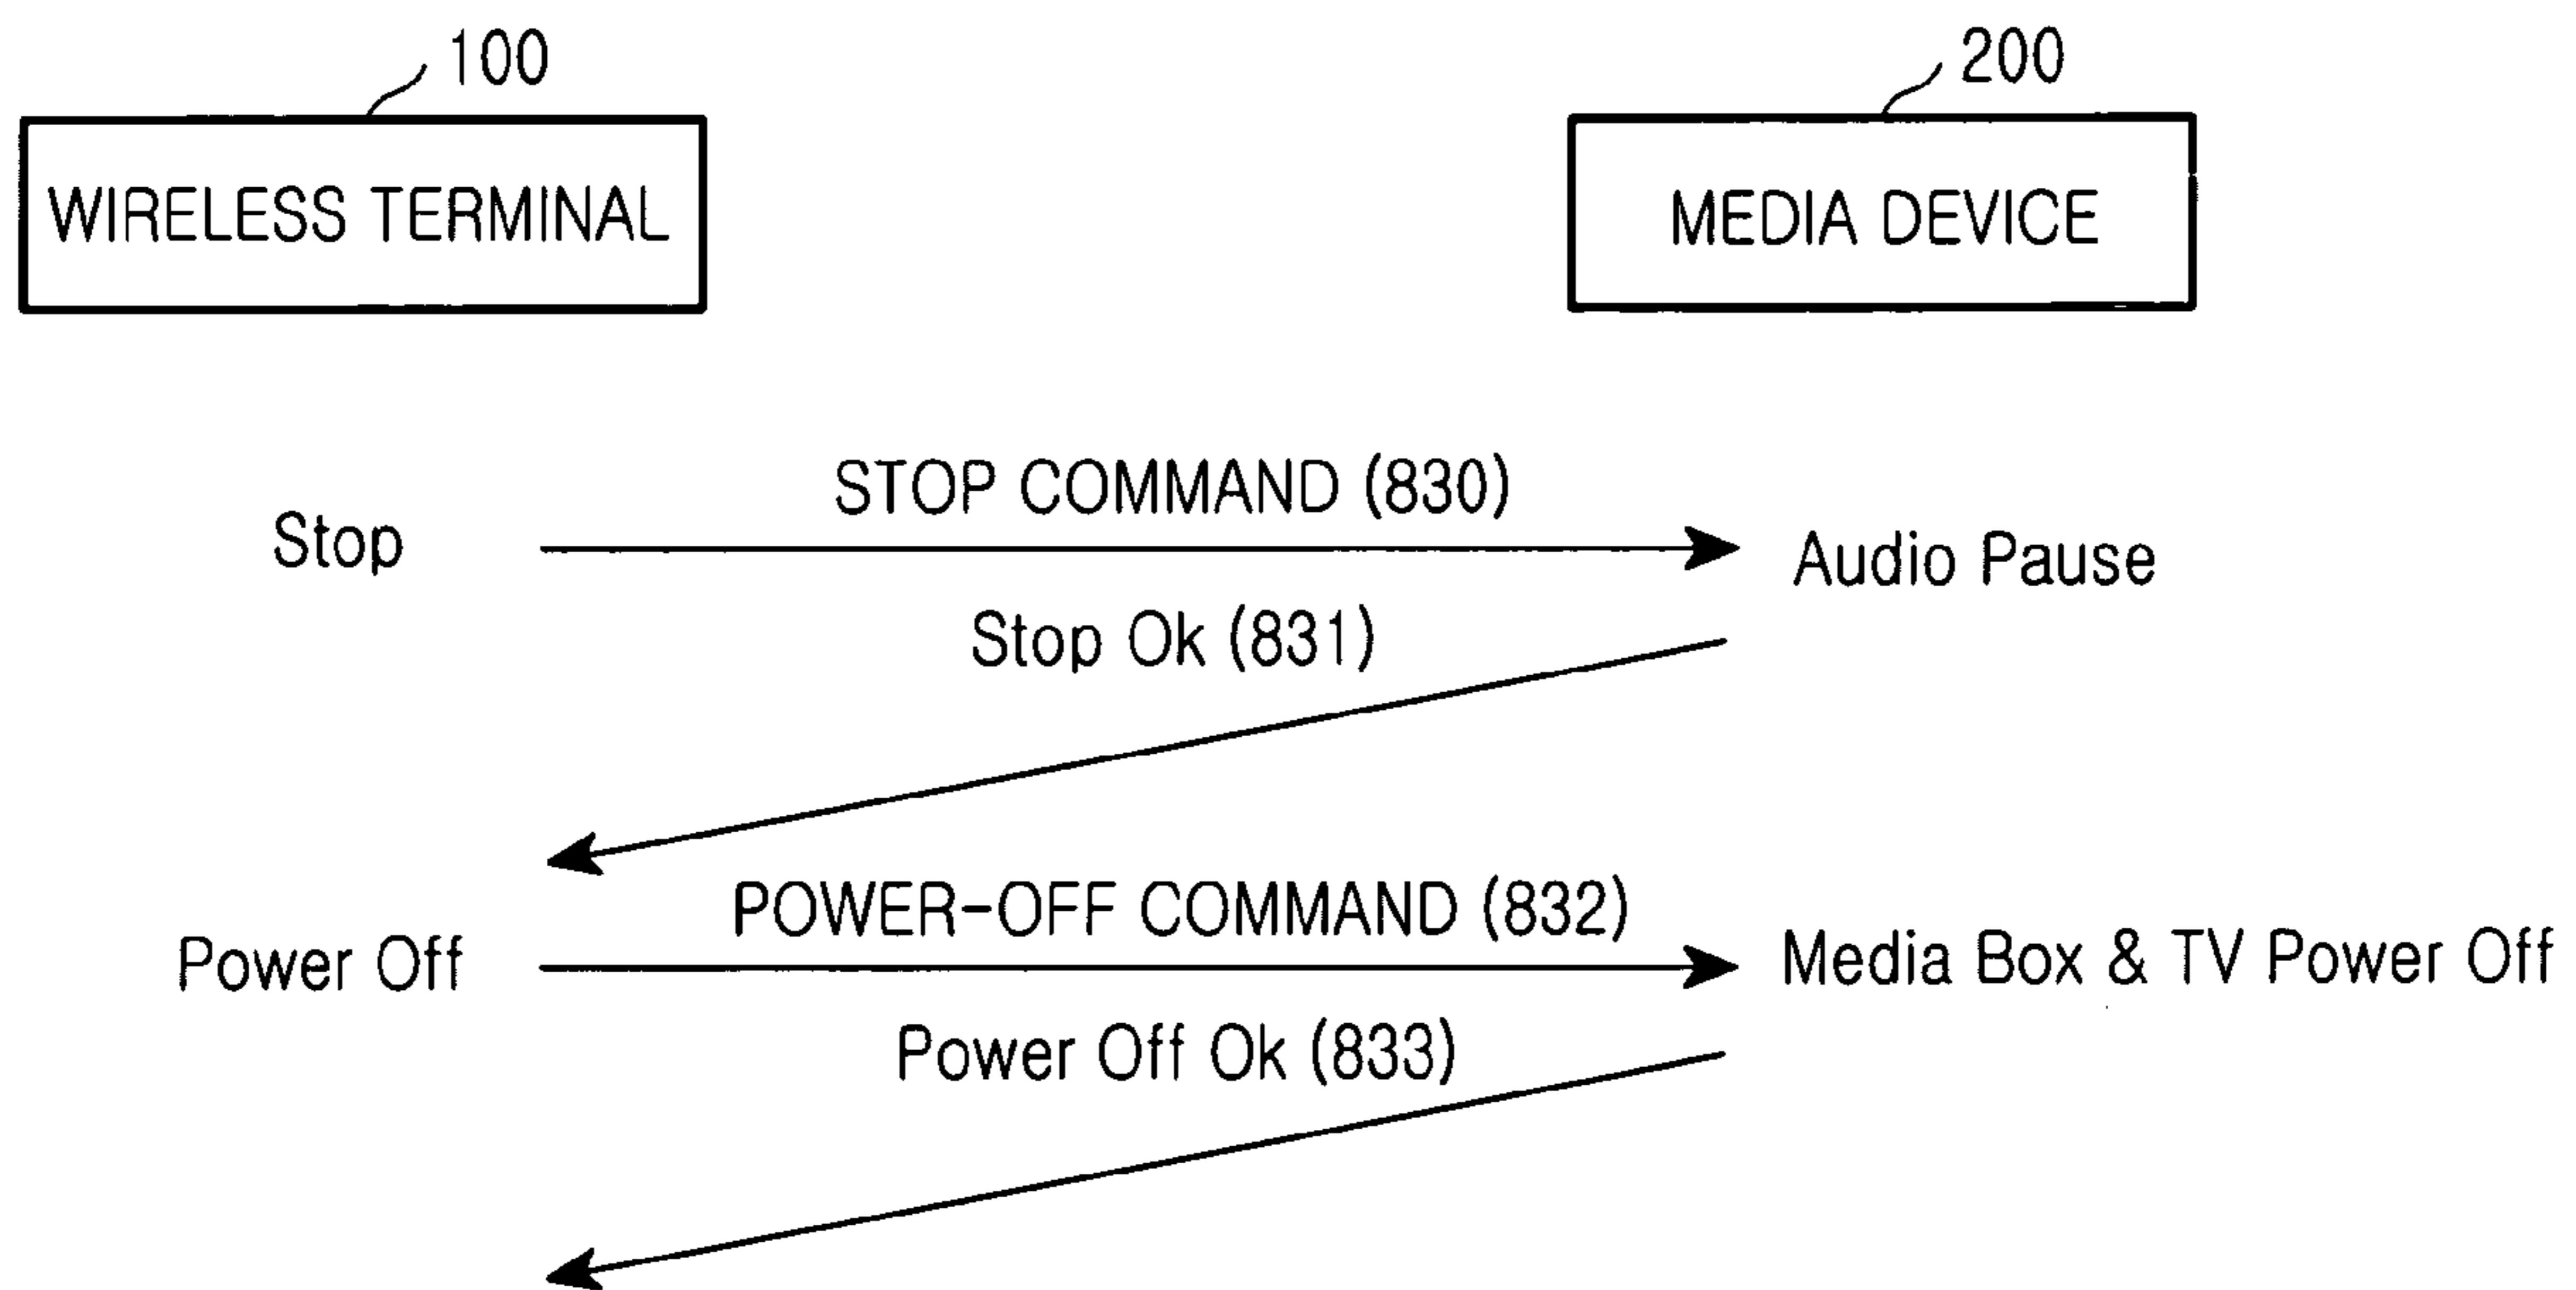 100
200
WIRELESS TERMINAL
MEDIA DEVICE
STOP COMMAND (830)
Stop
Audio Pause
Stop Ok (831)
POWER-OFF COMMAND (832)
Power Off
Media Box & TV Power Off
Power Off Ok (833)